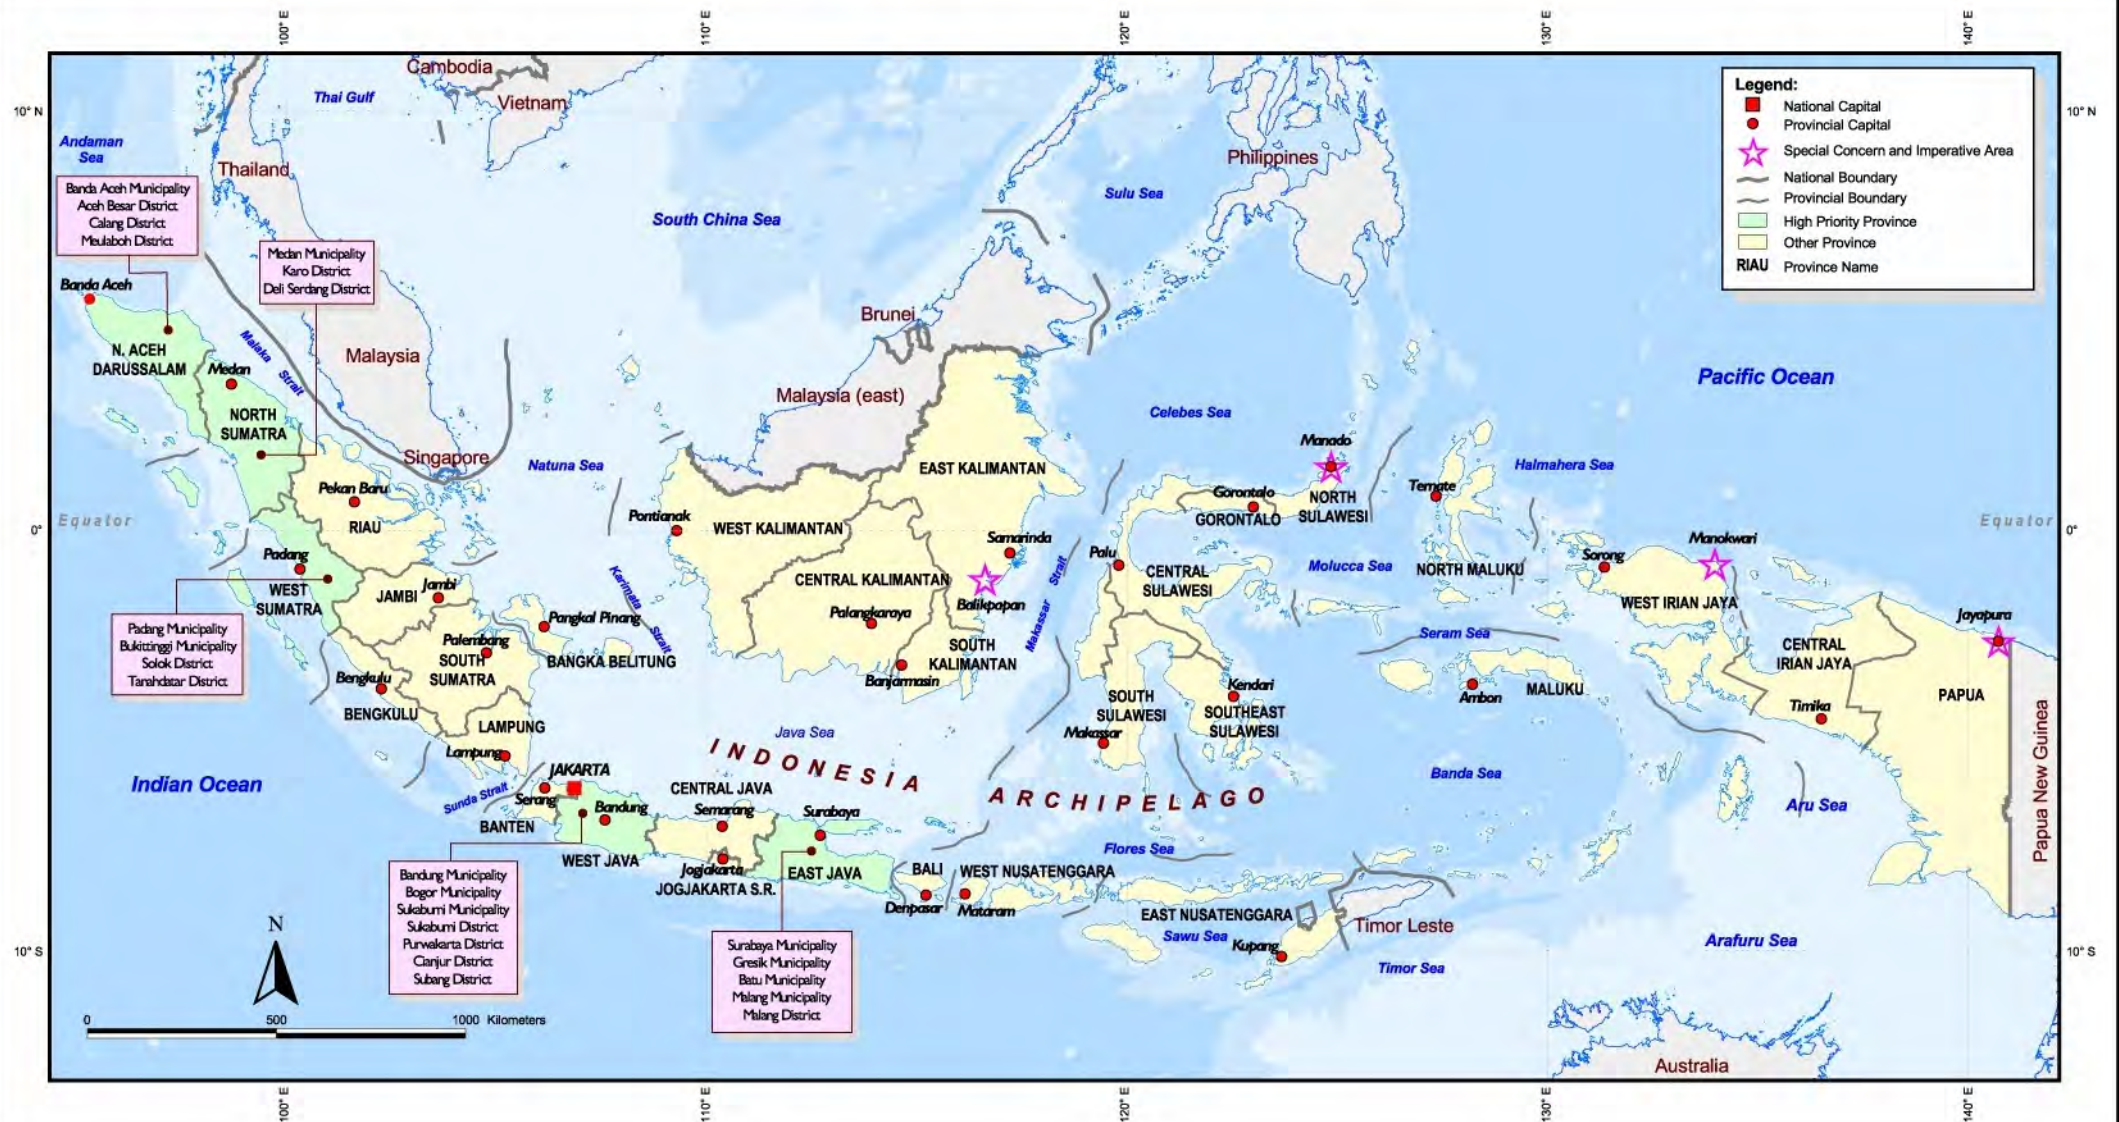 100° E
110° E
120° E
130° E
140° E
10° N
10° N
Cambodia
Thai Gulf
Vietnam
Andaman
Sea
Thailand
Philippines
Sulu Sea
South China Sea
Legend:
National Capital
Provincial Capital
Special Concern and Imperative Area
National Boundary
Provincial Boundary
High Priority Province
Other Province
RIAU Province Name
Banda Aceh Municipality
Aceh Besar District
Calang District
Meulaboh District
Medan Municipality
Karo District
Deli Serdang District
Banda Aceh
Malaka
Strait
Malaysia
Brunei
Malaysia (east)
N. ACEH
DARUSSALAM
Medan
NORTH
SUMATRA
Singapore
Natuna Sea
Celebes Sea
Pacific Ocean
Manado
Halmahera Sea
EAST KALIMANTAN
Pekan Baru
RIAU
Pontianak
WEST KALIMANTAN
Samarinda
Gorontalo
GORONTALO
NORTH
SULAWESI
Ternate
0°
Equator
Equator
0°
Padang
WEST
SUMATRA
JAMBI
Jambi
Karimata
Strait
CENTRAL KALIMANTAN
Balikpapan
Palangkaraya
Makassar
Strait
Palu
CENTRAL
SULAWESI
Molucca Sea
NORTH MALUKU
Sorong
Manokwari
WEST IRIAN JAYA
Jayapura
Padang Municipality
Bukittinggi Municipality
Solok District
Tanahdatar District
Pangkal Pinang
BANGKA BELITUNG
Palembang
SOUTH
SUMATRA
Bengkulu
BENGKULU
LAMPUNG
Lampung
SOUTH
KALIMANTAN
Banjarmasin
SOUTH
SULAWESI
Makassar
Kendari
SOUTHEAST
SULAWESI
Seram Sea
Ambon
MALUKU
CENTRAL
IRIAN JAYA
Timika
PAPUA
Papua New Guinea
Java Sea
INDONESIA
ARCHIPELAGO
Banda Sea
Aru Sea
Indian Ocean
Sunda Strait
JAKARTA
Serang
BANTEN
Bandung
WEST JAVA
CENTRAL JAVA
Semarang
Jogjakarta
JOGJAKARTA S.R.
Surabaya
EAST JAVA
BALI
Denpasar
WEST NUSATENGGARA
Mataram
Flores Sea
EAST NUSATENGGARA
Sawu Sea
Kupang
Timor Leste
Timor Sea
Arafuru Sea
Bandung Municipality
Bogor Municipality
Sukabumi Municipality
Sukabumi District
Purwakarta District
Cianjur District
Subang District
Surabaya Municipality
Gresik Municipality
Batu Municipality
Malang Municipality
Malang District
10° S
10° S
N
0 500 1000 Kilometers
Australia
100° E
110° E
120° E
130° E
140° E